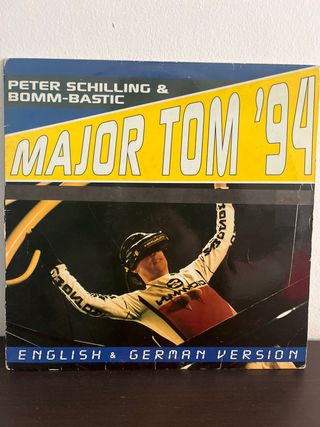 PETER SCHILLING &
BOMM-BASTIC
MAJOR TOM '94
ENGLISH & GERMAN VERSION